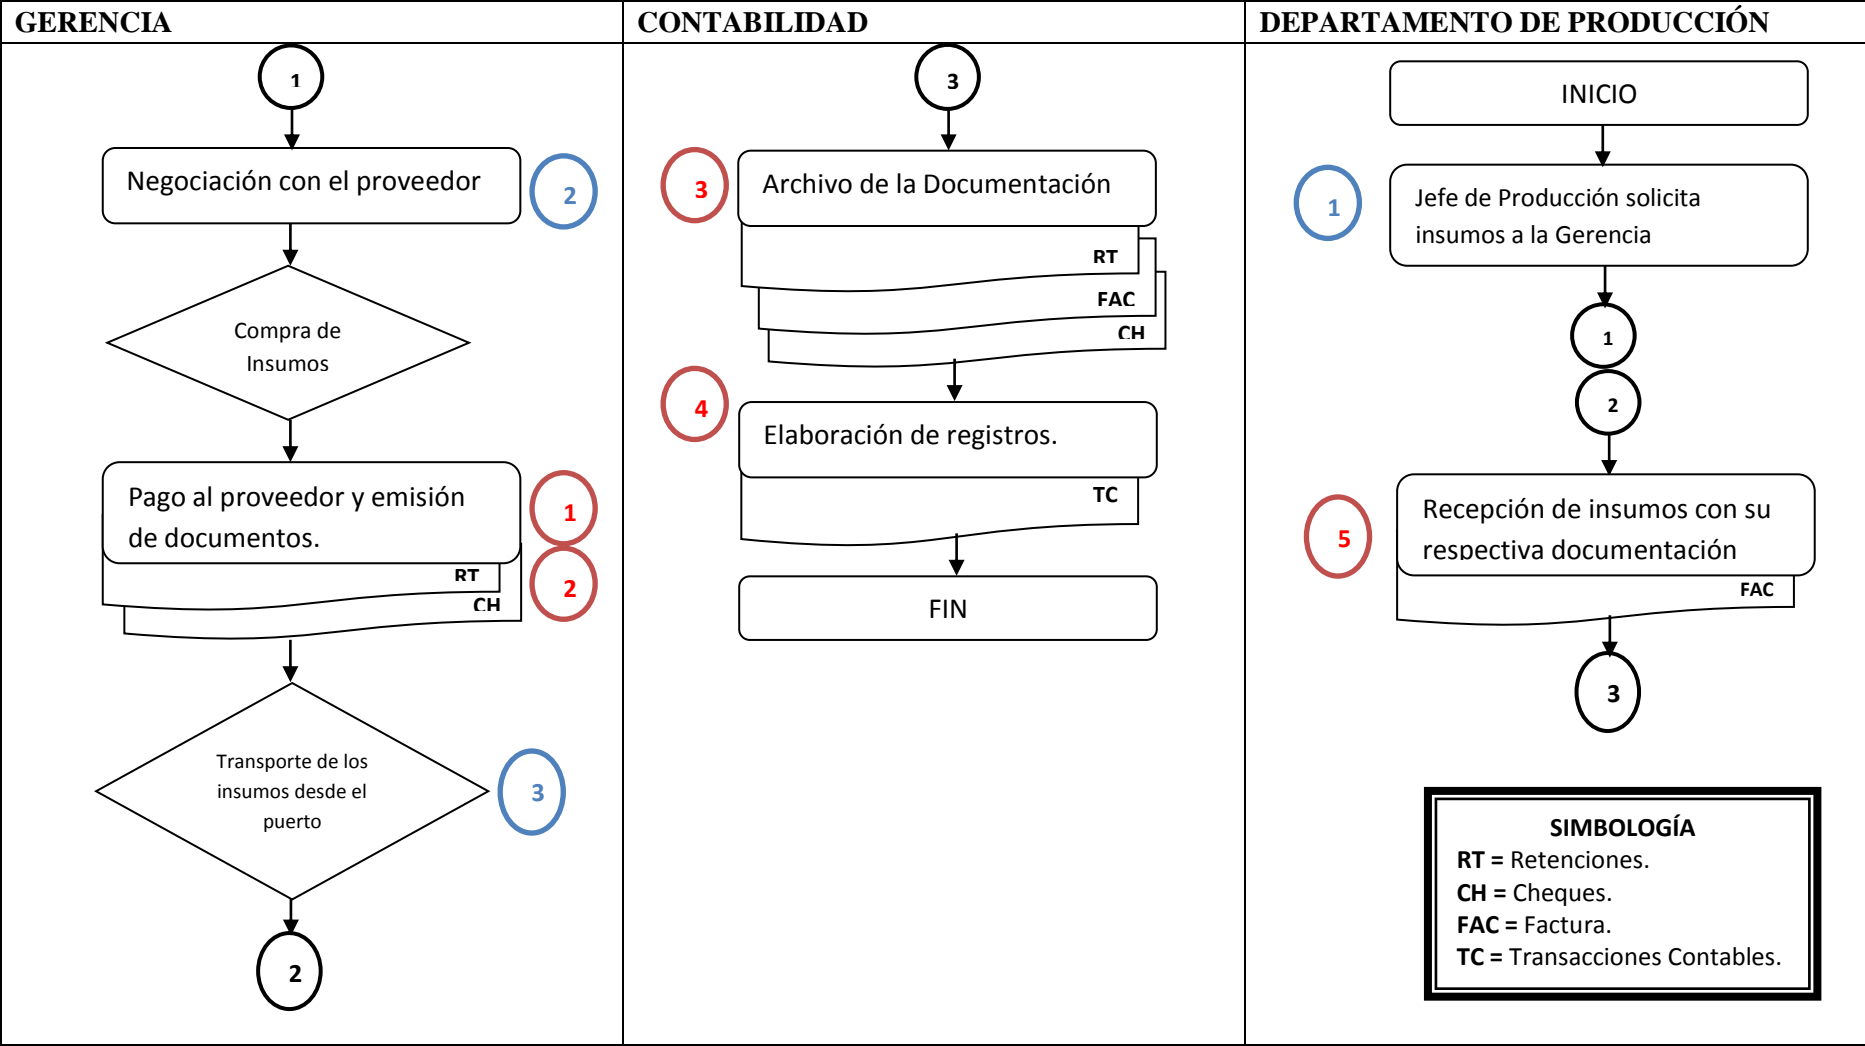 GERENCIA
1
Negociación con el proveedor
2
Compra de
Insumos
Pago al proveedor y emisión
de documentos.
1
RT
2
CH
Transporte de los
insumos desde el
puerto
3
2
CONTABILIDAD
3
3
Archivo de la Documentación
RT
FAC
CH
4
Elaboración de registros.
TC
FIN
DEPARTAMENTO DE PRODUCCIÓN
INICIO
1
Jefe de Producción solicita
insumos a la Gerencia
1
2
5
Recepción de insumos con su
respectiva documentación
FAC
3
SIMBOLOGÍA
RT = Retenciones.
CH = Cheques.
FAC = Factura.
TC = Transacciones Contables.